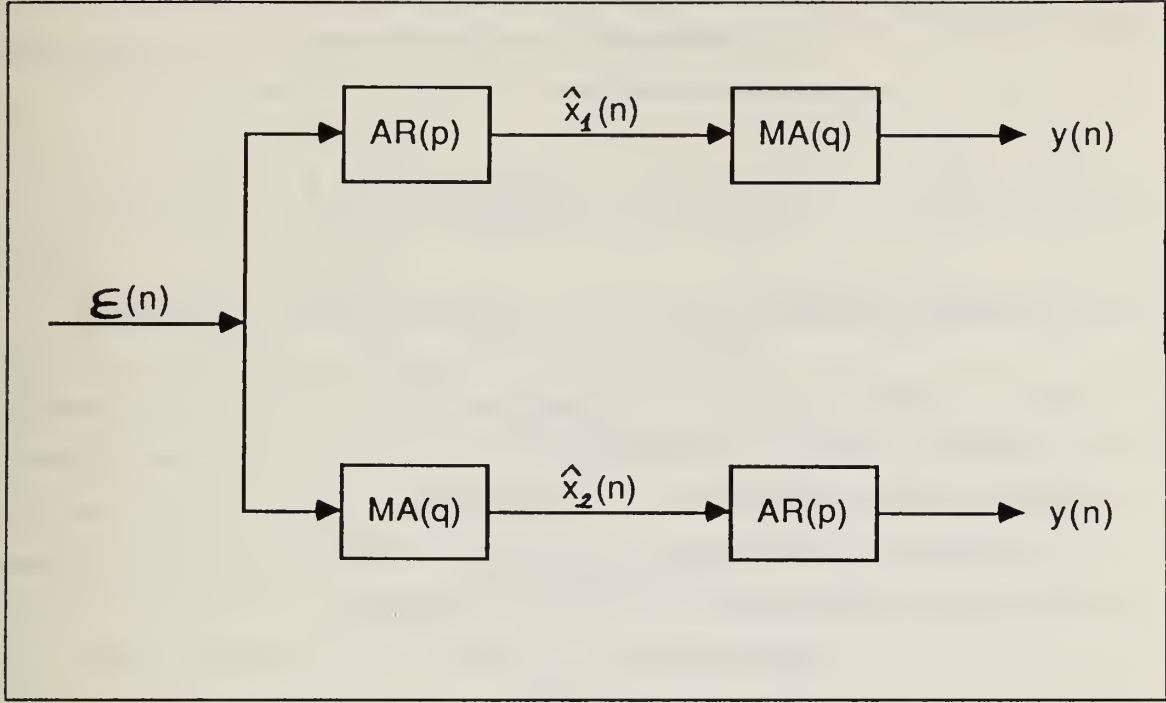 AR(p) x̂₁(n) MA(q) y(n)
ε(n)
MA(q) x̂₂(n) AR(p) y(n)